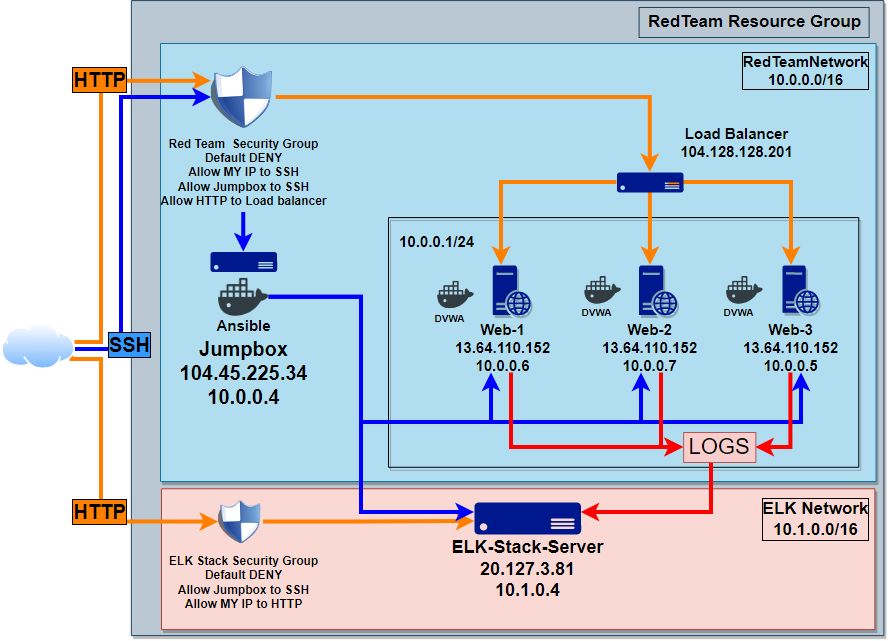 RedTeam Resource Group
RedTeamNetwork
10.0.0.0/16
HTTP
Red Team  Security Group
Default DENY
Allow MY IP to SSH
Allow Jumpbox to SSH
Allow HTTP to Load balancer
Load Balancer
104.128.128.201
10.0.0.1/24
DVWA
Web-1
13.64.110.152
10.0.0.6
DVWA
Web-2
13.64.110.152
10.0.0.7
DVWA
Web-3
13.64.110.152
10.0.0.5
Ansible
Jumpbox
104.45.225.34
10.0.0.4
SSH
LOGS
HTTP
ELK Network
10.1.0.0/16
ELK Stack Security Group
Default DENY
Allow Jumpbox to SSH
Allow MY IP to HTTP
ELK-Stack-Server
20.127.3.81
10.1.0.4